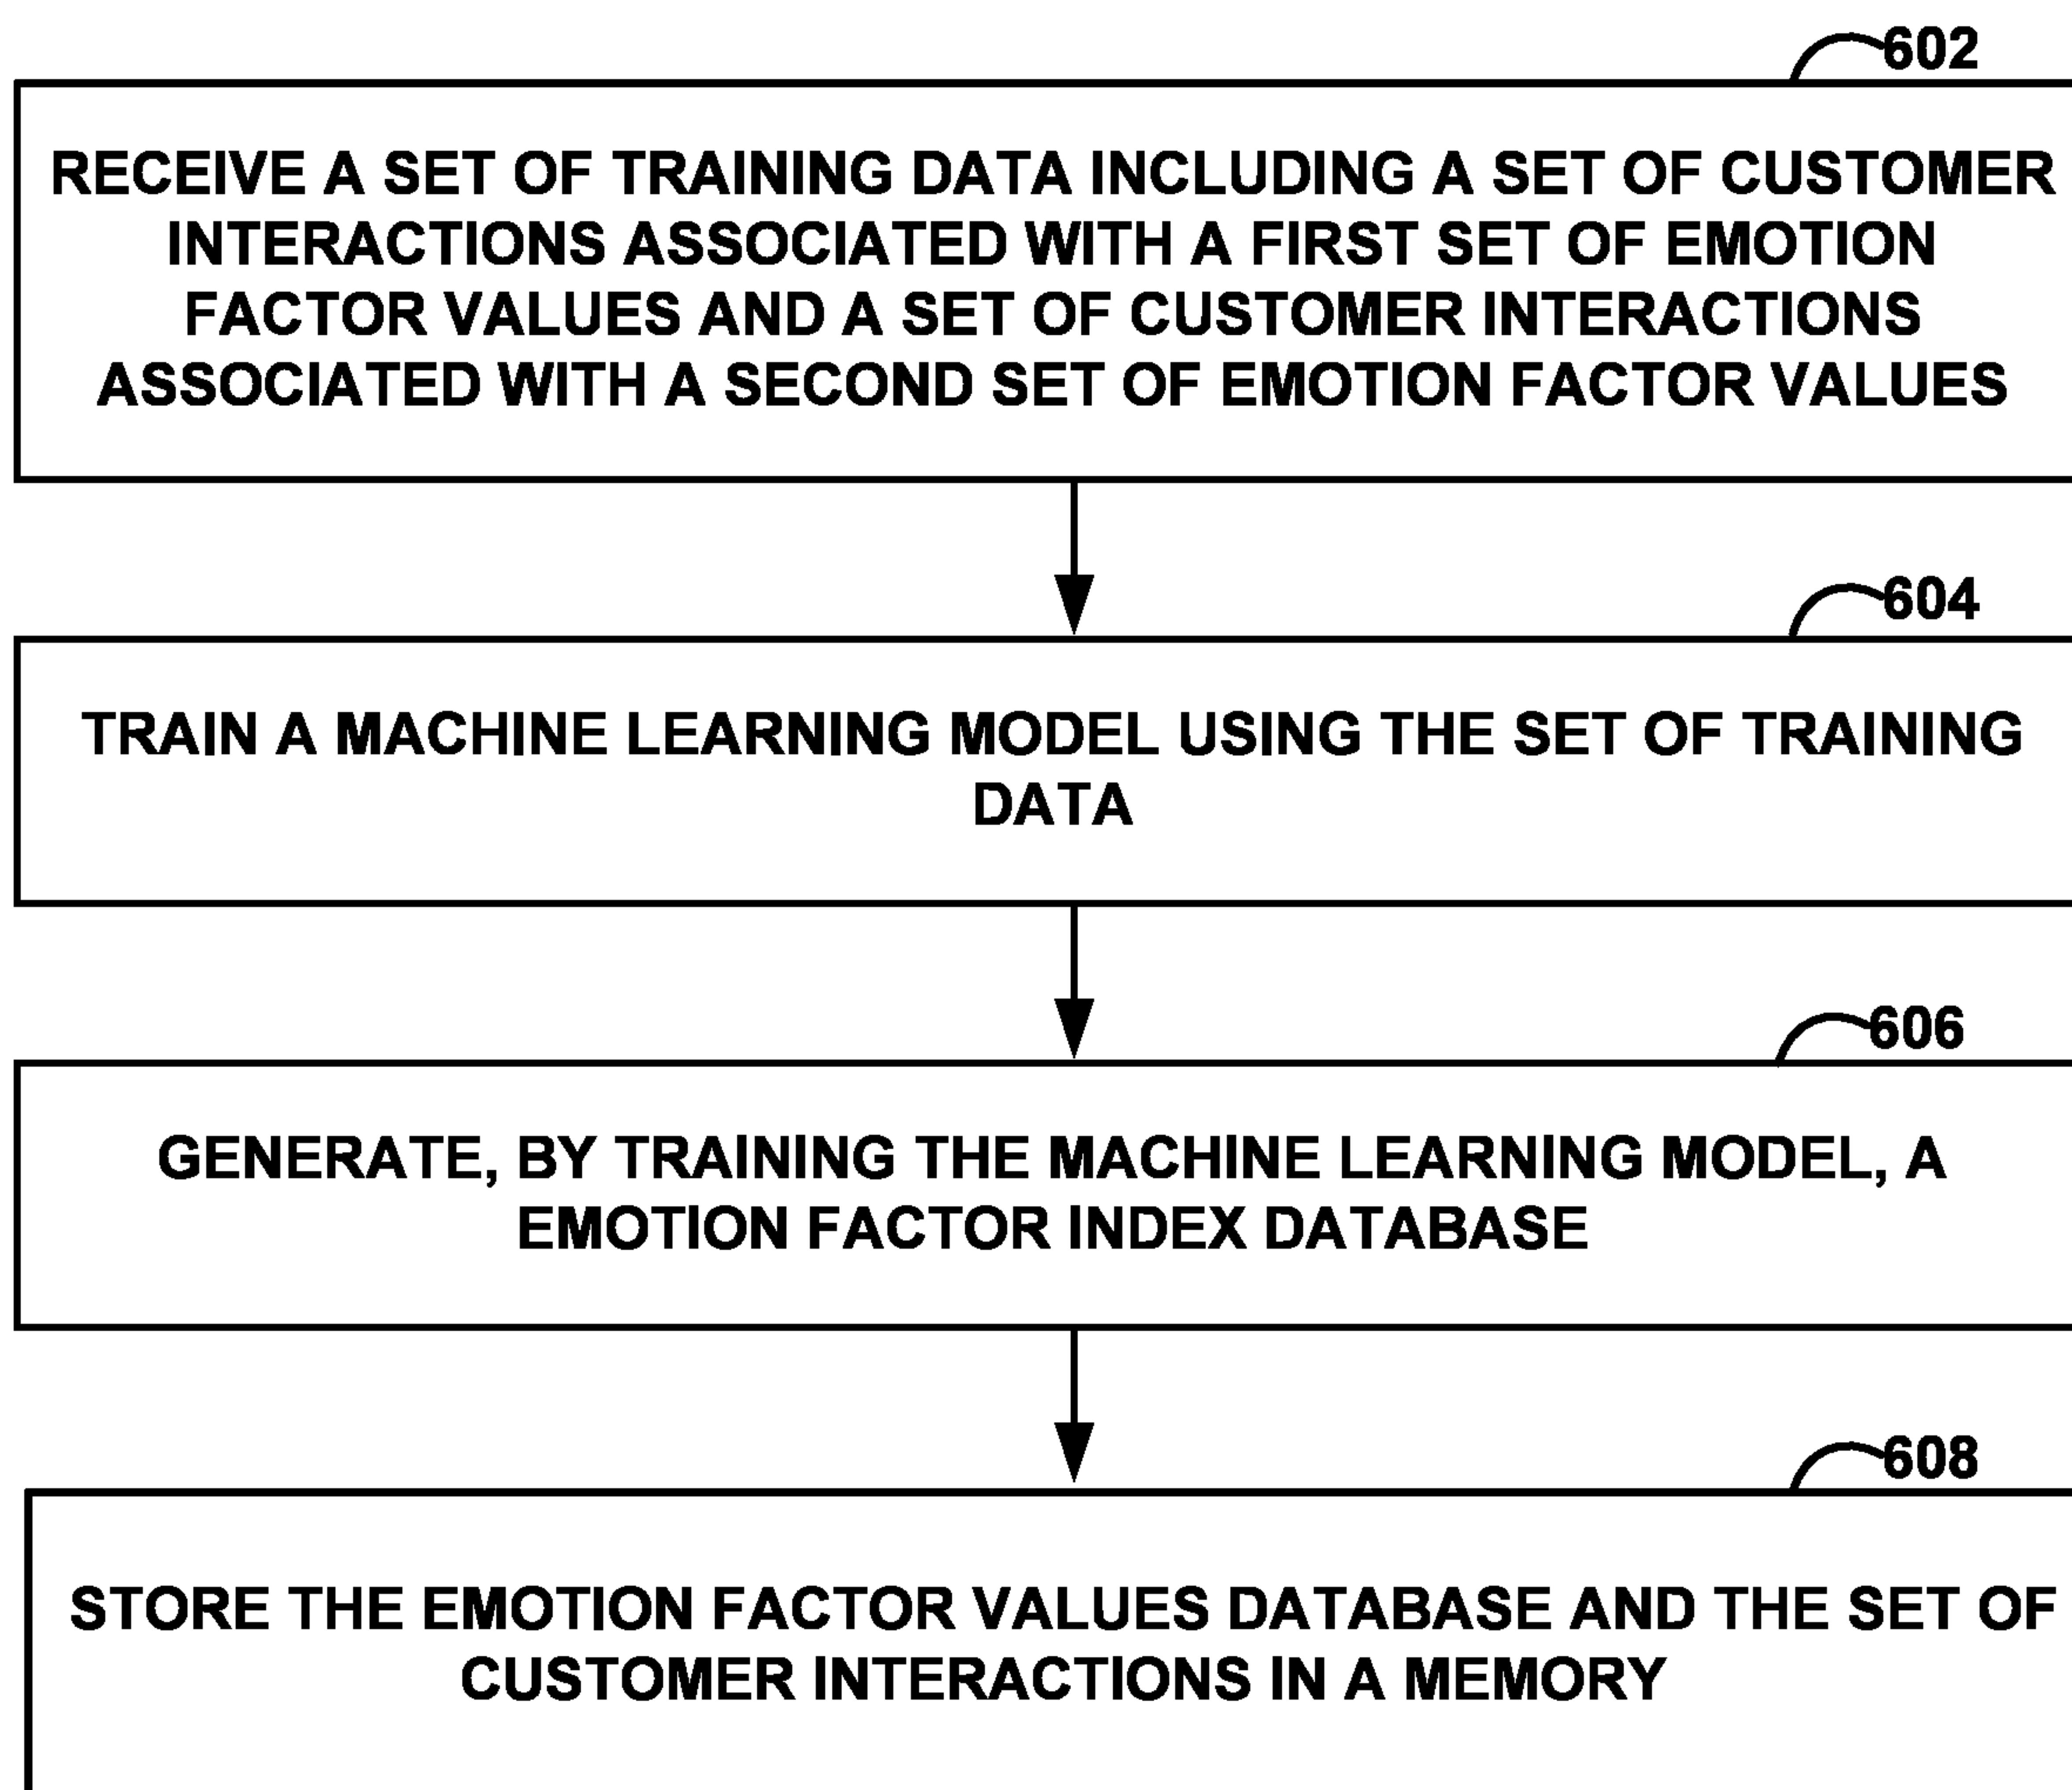 602
RECEIVE A SET OF TRAINING DATA INCLUDING A SET OF CUSTOMER
INTERACTIONS ASSOCIATED WITH A FIRST SET OF EMOTION
FACTOR VALUES AND A SET OF CUSTOMER INTERACTIONS
ASSOCIATED WITH A SECOND SET OF EMOTION FACTOR VALUES
604
TRAIN A MACHINE LEARNING MODEL USING THE SET OF TRAINING
DATA
606
GENERATE, BY TRAINING THE MACHINE LEARNING MODEL, A
EMOTION FACTOR INDEX DATABASE
608
STORE THE EMOTION FACTOR VALUES DATABASE AND THE SET OF
CUSTOMER INTERACTIONS IN A MEMORY